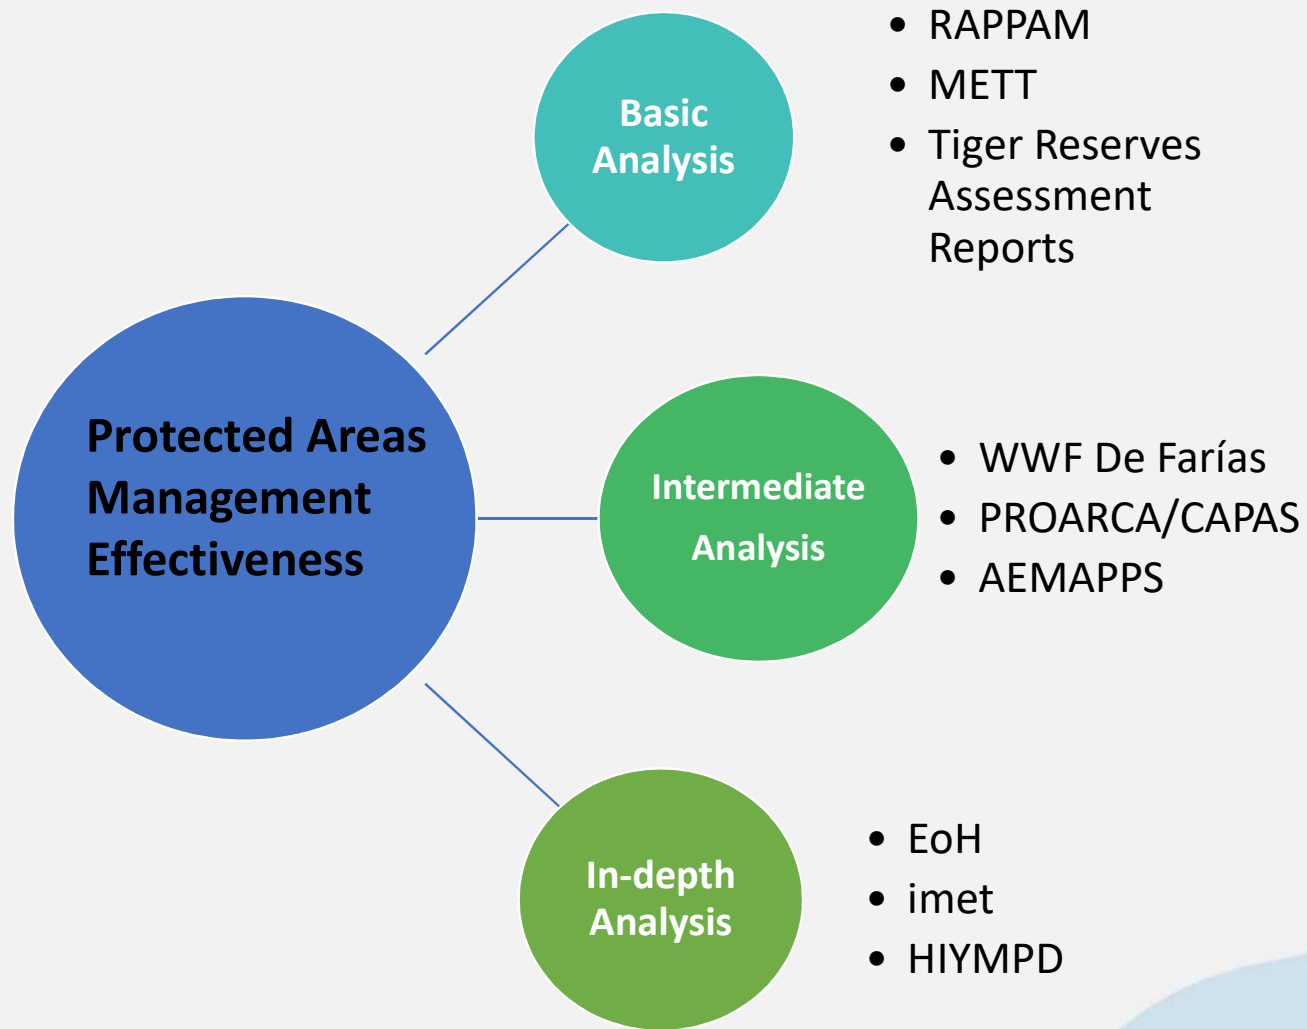 Protected Areas
Management
Effectiveness
Basic
Analysis
• RAPPAM
• METT
• Tiger Reserves
Assessment
Reports
Intermediate
Analysis
• WWF De Farías
• PROARCA/CAPAS
• AEMAPPS
In-depth
Analysis
• EoH
• imet
• HIYMPD